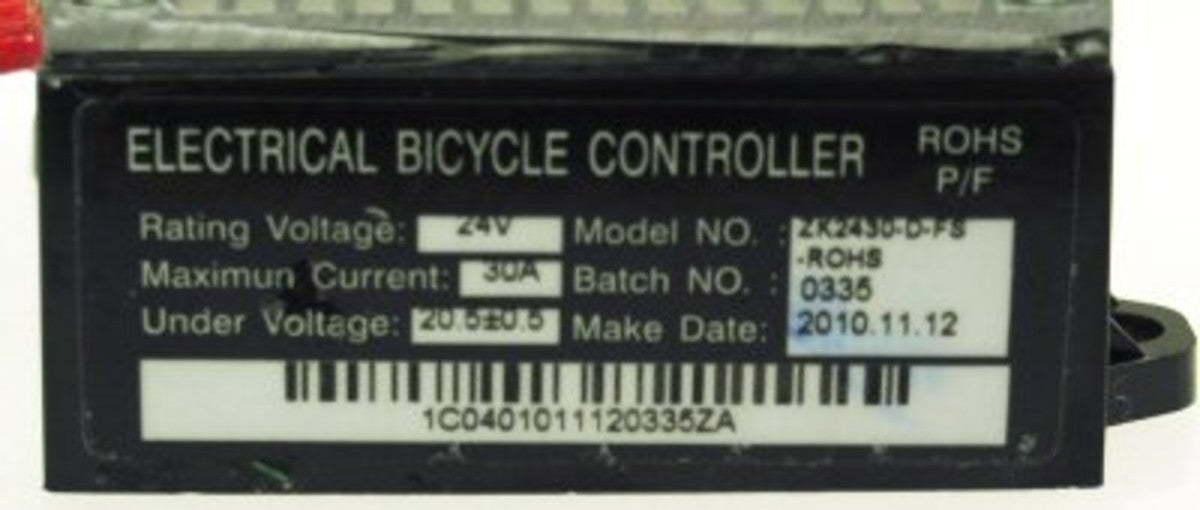 ELECTRICAL BICYCLE CONTROLLER ROHS P/F
Rating Voltage: 24V Model NO. : ZK2430-D-FS
-ROHS
Maximun Current: 30A Batch NO. : 0335
Under Voltage: 20.5±0.5 Make Date: 2010.11.12
1C04010111120335ZA